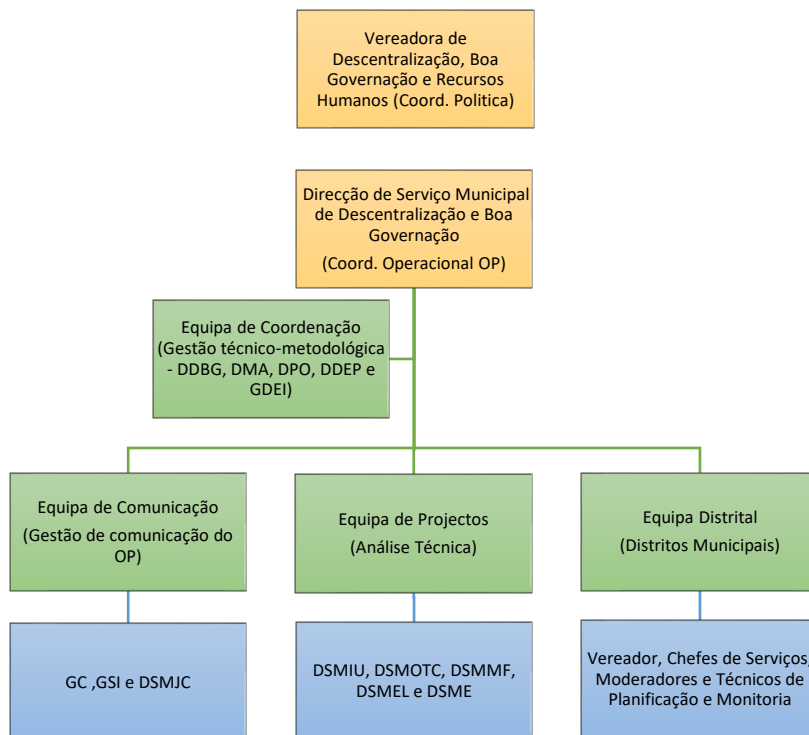 Vereadora de
Descentralização, Boa
Governação e Recursos
Humanos (Coord. Politica)
Direcção de Serviço Municipal
de Descentralização e Boa
Governação
(Coord. Operacional OP)
Equipa de Coordenação
(Gestão técnico-metodológica
- DDBG, DMA, DPO, DDEP e
GDEI)
Equipa de Comunicação
(Gestão de comunicação do
OP)
Equipa de Projectos
(Análise Técnica)
Equipa Distrital
(Distritos Municipais)
GC ,GSI e DSMJC
DSMIU, DSMOTC, DSMMF,
DSMEL e DSME
Vereador, Chefes de Serviços,
Moderadores e Técnicos de
Planificação e Monitoria